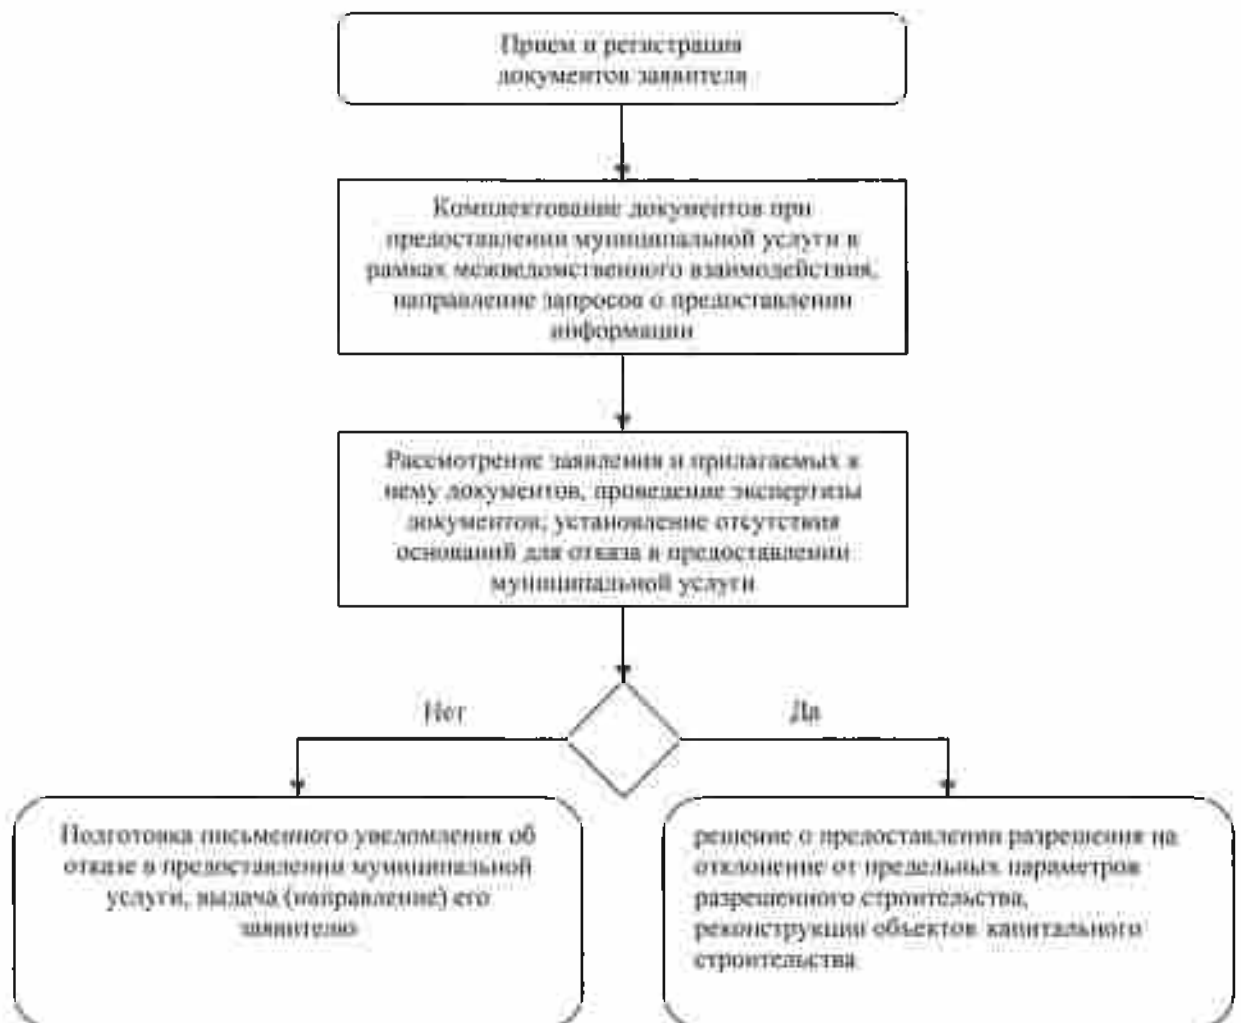 Прием и регистрация
документов заявителя
Комплектование документов при
предоставлении муниципальной услуги в
рамках межведомственного взаимодействия,
направление запросов о предоставлении
информации
Рассмотрение заявления и прилагаемых к
нему документов, проведение экспертизы
документов, установление отсутствия
оснований для отказа в предоставлении
муниципальной услуги
Нет
Да
Подготовка письменного уведомления об
отказе в предоставлении муниципальной
услуги, выдача (направление) его
заявителю
решение о предоставлении разрешения на
отклонение от предельных параметров
разрешенного строительства,
реконструкции объектов капитального
строительства